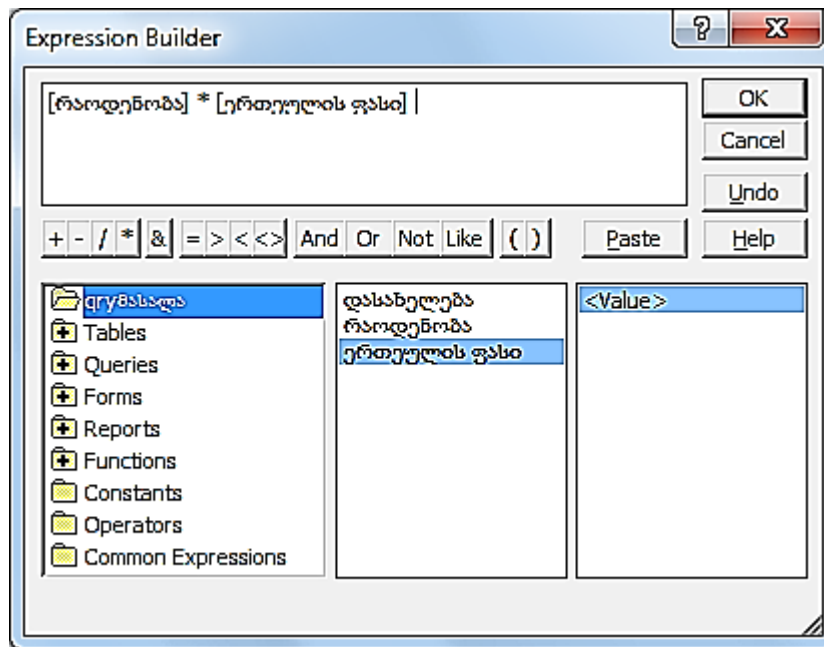 Expression Builder
[რაოდენობა] * [ერთეულის ფასი]
OK
Cancel
Undo
+ - / * & = > < <> And Or Not Like ( ) Paste Help
qryმასალა
Tables
Queries
Forms
Reports
Functions
Constants
Operators
Common Expressions
დასახელება
რაოდენობა
ერთეულის ფასი
<Value>